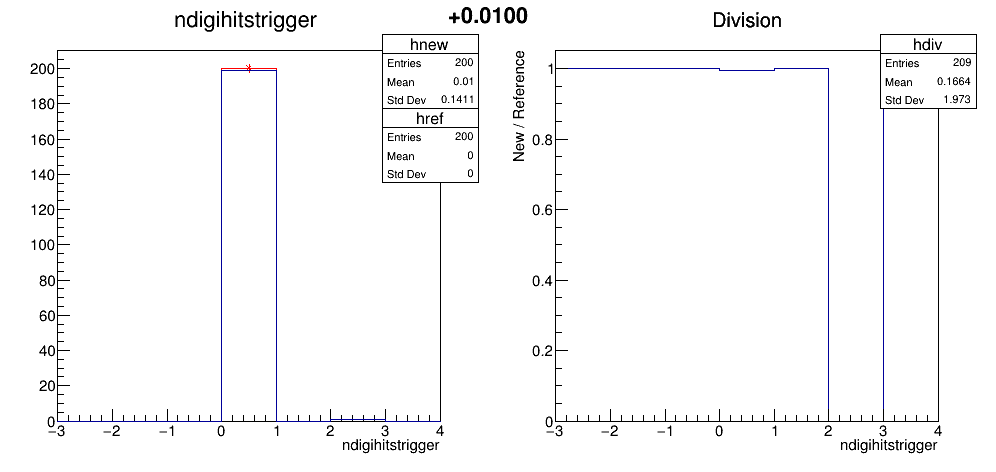 ndigihitstrigger
+0.0100
Division
hnew
Entries 200
Mean 0.01
Std Dev 0.1411
href
Entries 200
Mean 0
Std Dev 0
200
180
160
140
120
100
80
60
40
20
0
−3 −2 −1 0 1 2 3 4
ndigihitstrigger
hdiv
Entries 209
Mean 0.1664
Std Dev 1.973
New / Reference
1
0.8
0.6
0.4
0.2
0
−3 −2 −1 0 1 2 3 4
ndigihitstrigger